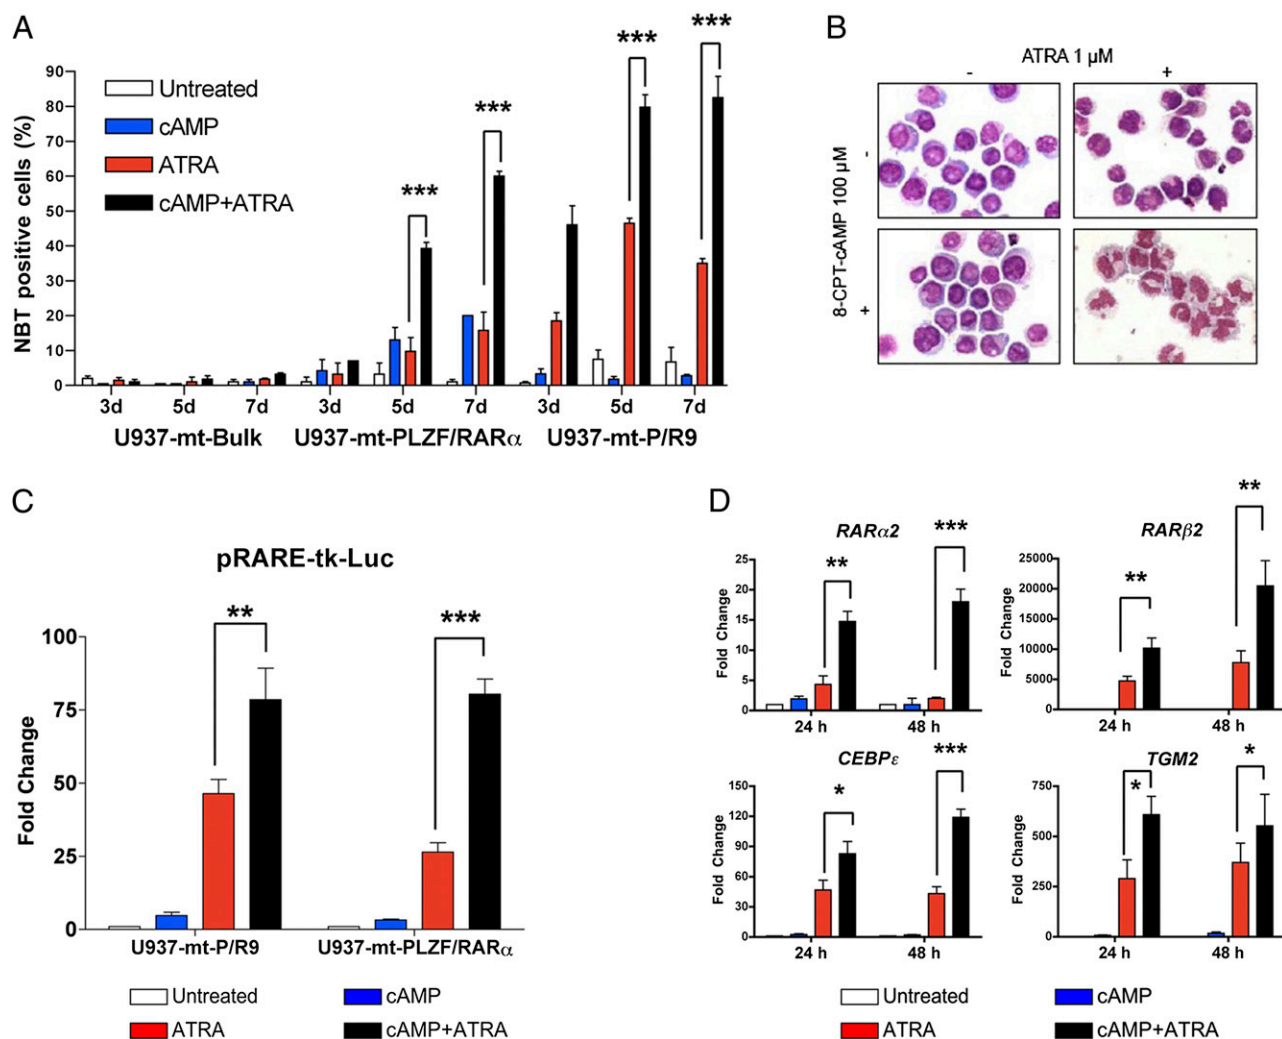 A
***
***
***
***
90
80
70
60
50
40
30
20
10
0
NBT positive cells (%)
Untreated
cAMP
ATRA
cAMP+ATRA
3d 5d 7d 3d 5d 7d 3d 5d 7d
U937-mt-Bulk U937-mt-PLZF/RARα U937-mt-P/R9
B
ATRA 1 µM
- +
8-CPT-cAMP 100 µM
-
+
C
pRARE-tk-Luc
** ***
100
75
50
25
0
Fold Change
U937-mt-P/R9 U937-mt-PLZF/RARα
Untreated cAMP
ATRA cAMP+ATRA
D
RARα2
** ***
25
20
15
10
5
0
Fold Change
24 h 48 h
RARβ2
** **
25000
20000
15000
10000
5000
0
Fold Change
24 h 48 h
CEBPε
* ***
150
120
90
60
30
0
Fold Change
24 h 48 h
TGM2
* *
750
500
250
0
Fold Change
24 h 48 h
Untreated cAMP
ATRA cAMP+ATRA